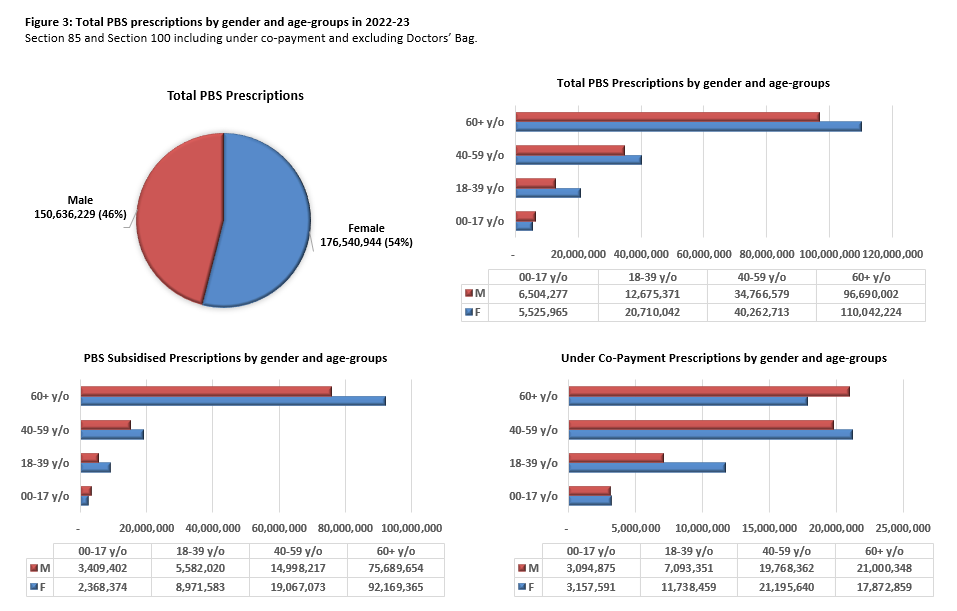 Figure 3: Total PBS prescriptions by gender and age-groups in 2022-23
Section 85 and Section 100 including under co-payment and excluding Doctors' Bag.
Total PBS Prescriptions
Male
150,636,229 (46%)
Female
176,540,944 (54%)
Total PBS Prescriptions by gender and age-groups
60+ y/o
40-59 y/o
18-39 y/o
00-17 y/o
- 20,000,000 40,000,000 60,000,000 80,000,000 100,000,000 120,000,000
00-17 y/o 18-39 y/o 40-59 y/o 60+ y/o
M 6,504,277 12,675,371 34,766,579 96,690,002
F 5,525,965 20,710,042 40,262,713 110,042,224
PBS Subsidised Prescriptions by gender and age-groups
60+ y/o
40-59 y/o
18-39 y/o
00-17 y/o
- 20,000,000 40,000,000 60,000,000 80,000,000 100,000,000
00-17 y/o 18-39 y/o 40-59 y/o 60+ y/o
M 3,409,402 5,582,020 14,998,217 75,689,654
F 2,368,374 8,971,583 19,067,073 92,169,365
Under Co-Payment Prescriptions by gender and age-groups
60+ y/o
40-59 y/o
18-39 y/o
00-17 y/o
- 5,000,000 10,000,000 15,000,000 20,000,000 25,000,000
00-17 y/o 18-39 y/o 40-59 y/o 60+ y/o
M 3,094,875 7,093,351 19,768,362 21,000,348
F 3,157,591 11,738,459 21,195,640 17,872,859